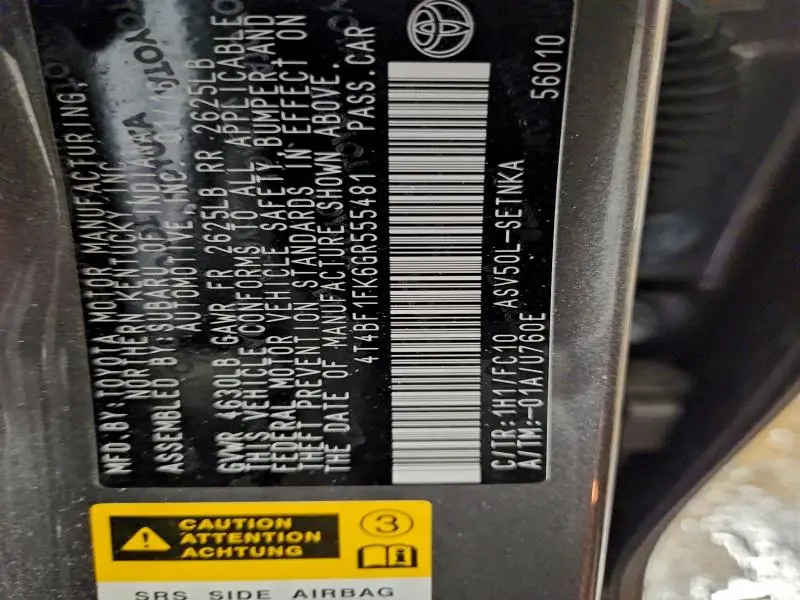 MFD.BY:TOYOTA MOTOR MANUFACTURING,
NORTHERN KENTUCKY, INC.
ASSEMBLED BY:SUBARU OF INDIANA
AUTOMOTIVE, INC.
GVWR 4630LB GAWR FR 2625LB RR 2625LB
THIS VEHICLE CONFORMS TO ALL APPLICABLE
FEDERAL MOTOR VEHICLE SAFETY, BUMPER, AND
THEFT PREVENTION STANDARDS IN EFFECT ON
THE DATE OF MANUFACTURE SHOWN ABOVE.
4T4BF1FK6GR555481 PASS.CAR
C/TR:1H1/FC10 ASV50L-SETNKA
A/TM:-01A/U760E
56010
CAUTION
ATTENTION
ACHTUNG
3
i
SRS SIDE AIRBAG